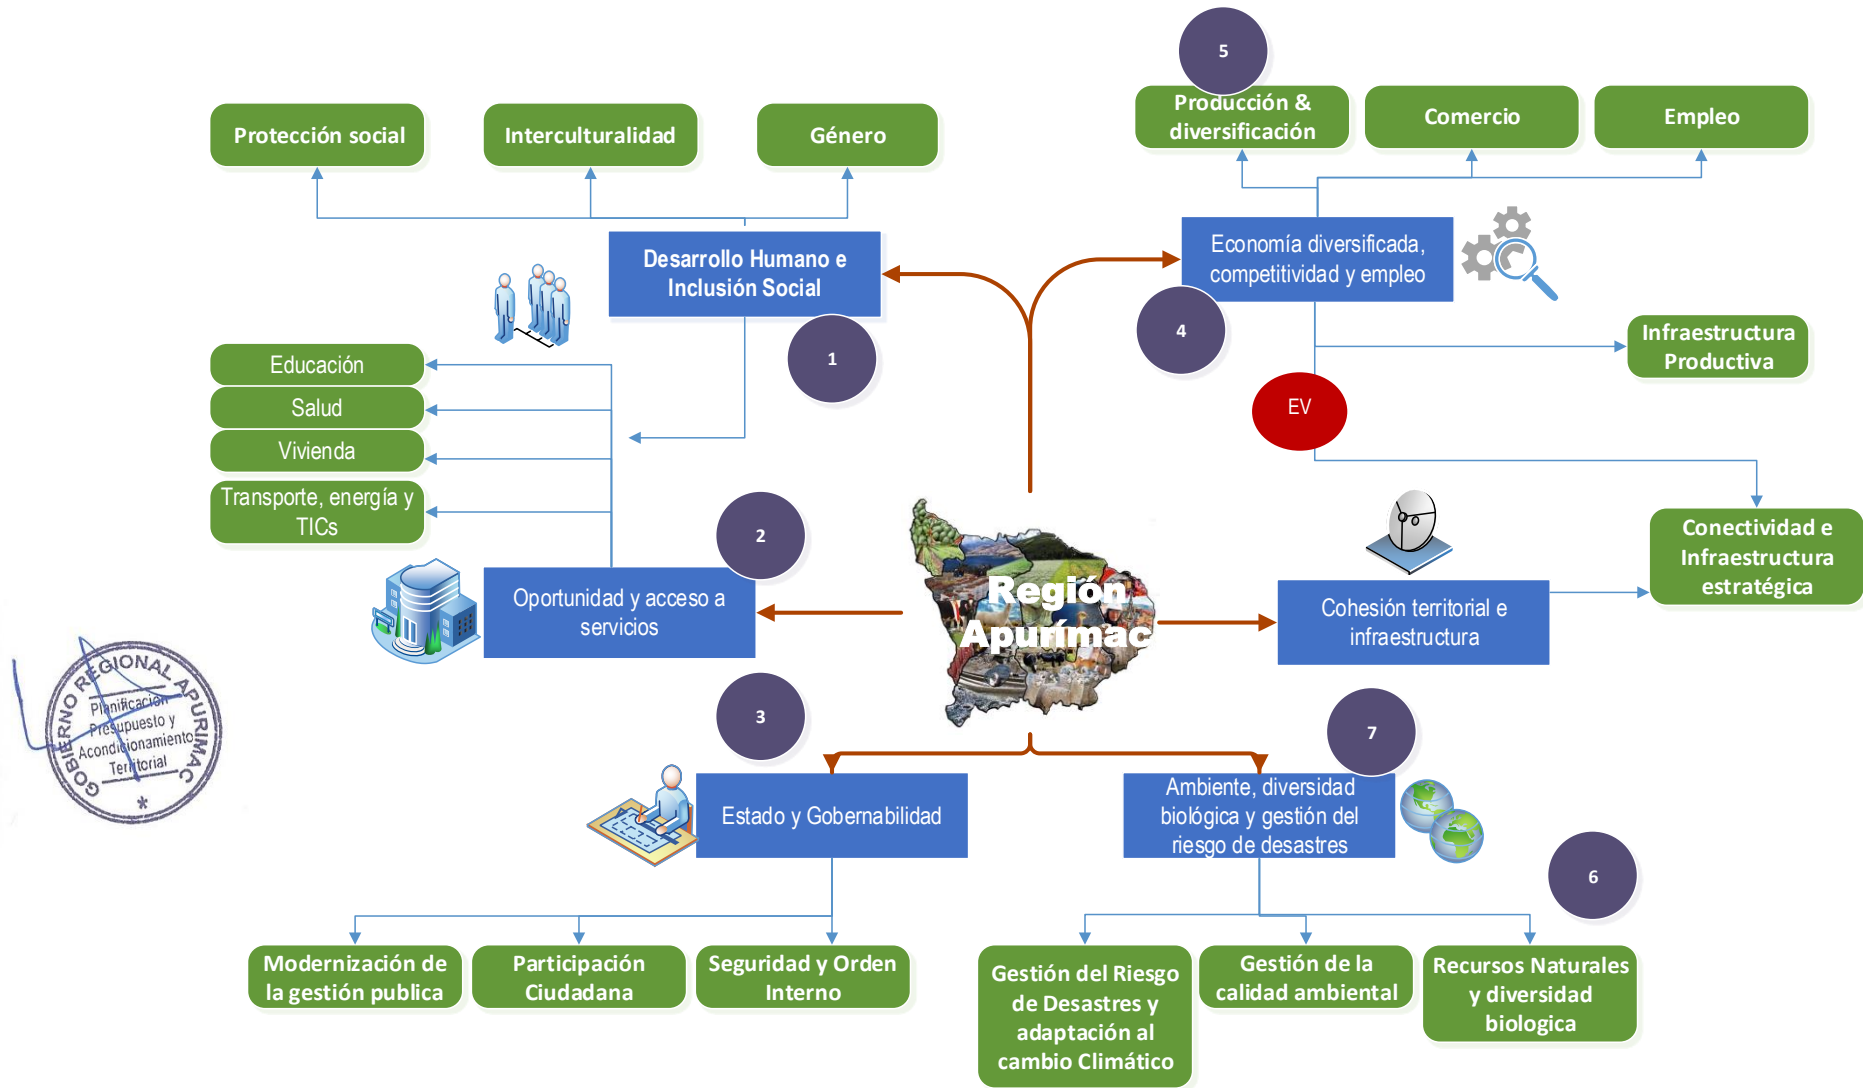 5
Producción &
diversificación
Comercio
Empleo
Protección social
Interculturalidad
Género
Desarrollo Humano e
Inclusión Social
Economía diversificada,
competitividad y empleo
1
4
Infraestructura
Productiva
Educación
Salud
Vivienda
Transporte, energía y
TICs
EV
2
Oportunidad y acceso a
servicios
Región
Apurímac
Cohesión territorial e
infraestructura
Conectividad e
Infraestructura
estratégica
GOBIERNO REGIONAL APURIMAC
Planificación
Presupuesto y
Acondicionamiento
Territorial
3
7
Estado y Gobernabilidad
Ambiente, diversidad
biológica y gestión del
riesgo de desastres
6
Modernización de
la gestión publica
Participación
Ciudadana
Seguridad y Orden
Interno
Gestión del Riesgo
de Desastres y
adaptación al
cambio Climático
Gestión de la
calidad ambiental
Recursos Naturales
y diversidad
biologica